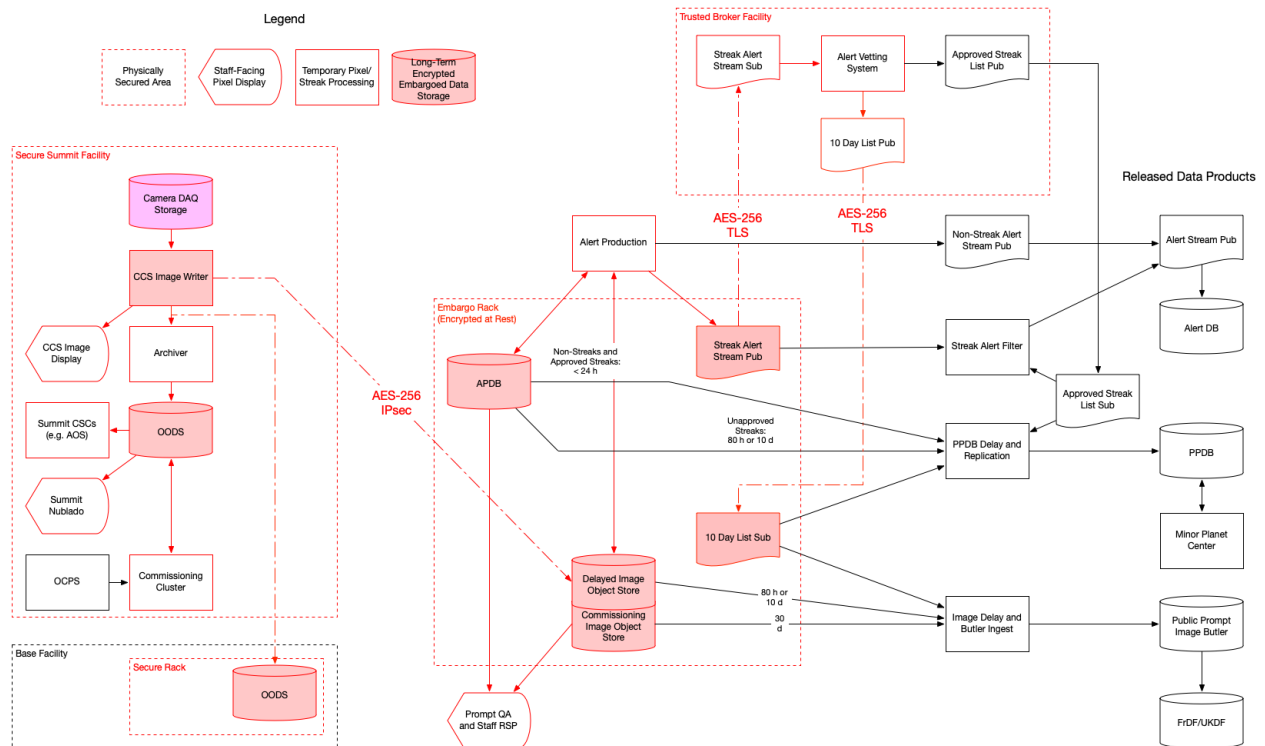 Legend
Physically
Secured Area
Staff-Facing
Pixel Display
Temporary Pixel/
Streak Processing
Long-Term
Encrypted
Embargoed Data
Storage
Trusted Broker Facility
Streak Alert
Stream Sub
Alert Vetting
System
Approved Streak
List Pub
10 Day List Pub
Secure Summit Facility
Camera DAQ
Storage
CCS Image Writer
CCS Image
Display
Archiver
Summit CSCs
(e.g. AOS)
OODS
Summit
Nublado
OCPS
Commissioning
Cluster
Base Facility
Secure Rack
OODS
AES-256
IPsec
AES-256
TLS
AES-256
TLS
Alert Production
Embargo Rack
(Encrypted at Rest)
APDB
Non-Streaks and
Approved Streaks:
< 24 h
Streak Alert
Stream Pub
Unapproved
Streaks:
80 h or 10 d
10 Day List Sub
Delayed Image
Object Store
Commissioning
Image Object
Store
80 h or
10 d
30
d
Prompt QA
and Staff RSP
Released Data Products
Non-Streak Alert
Stream Pub
Alert Stream Pub
Alert DB
Streak Alert Filter
Approved Streak
List Sub
PPDB Delay and
Replication
PPDB
Minor Planet
Center
Image Delay and
Butler Ingest
Public Prompt
Image Butler
FrDF/UKDF